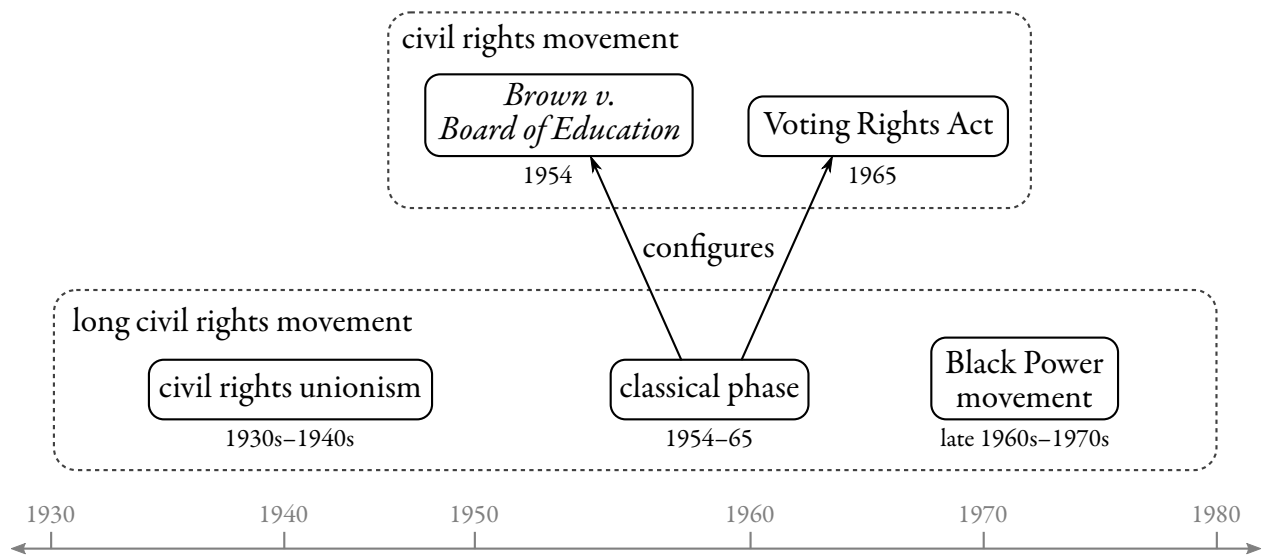 civil rights movement
Brown v.
Board of Education
1954
Voting Rights Act
1965
configures
long civil rights movement
civil rights unionism
1930s–1940s
classical phase
1954–65
Black Power
movement
late 1960s–1970s
1930
1940
1950
1960
1970
1980